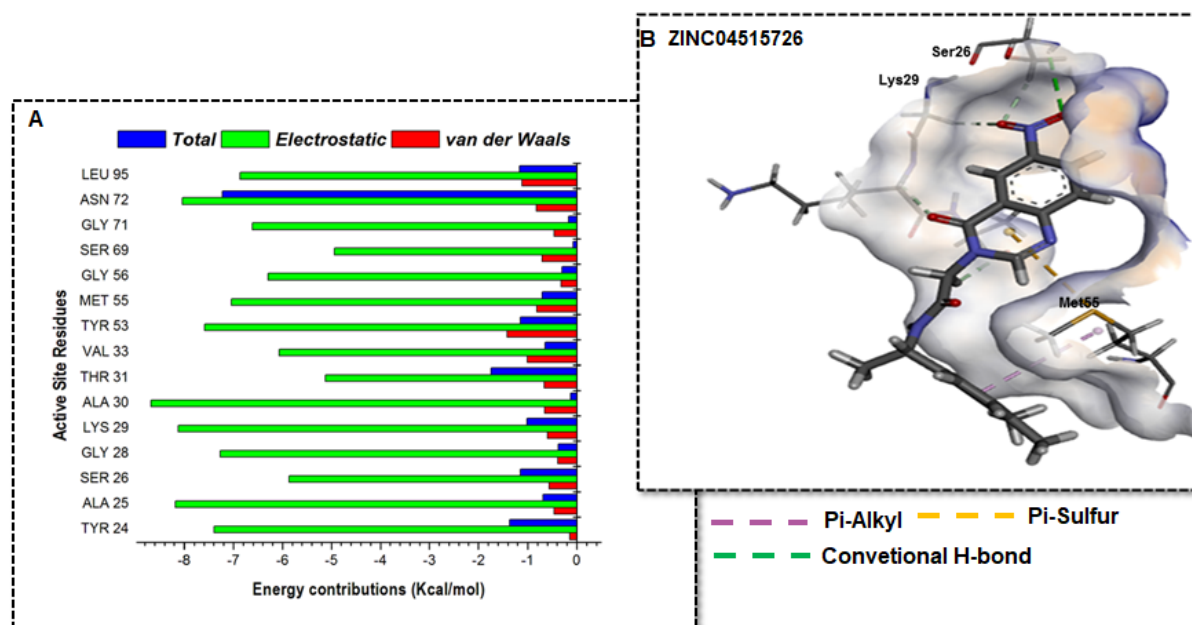 A
Total Electrostatic van der Waals
LEU 95
ASN 72
GLY 71
SER 69
GLY 56
MET 55
TYR 53
VAL 33
THR 31
ALA 30
LYS 29
GLY 28
SER 26
ALA 25
TYR 24
Active Site Residues
-8 -7 -6 -5 -4 -3 -2 -1 0
Energy contributions (Kcal/mol)
B ZINC04515726
Ser26
Lys29
Met55
Pi-Alkyl Pi-Sulfur
Convetional H-bond